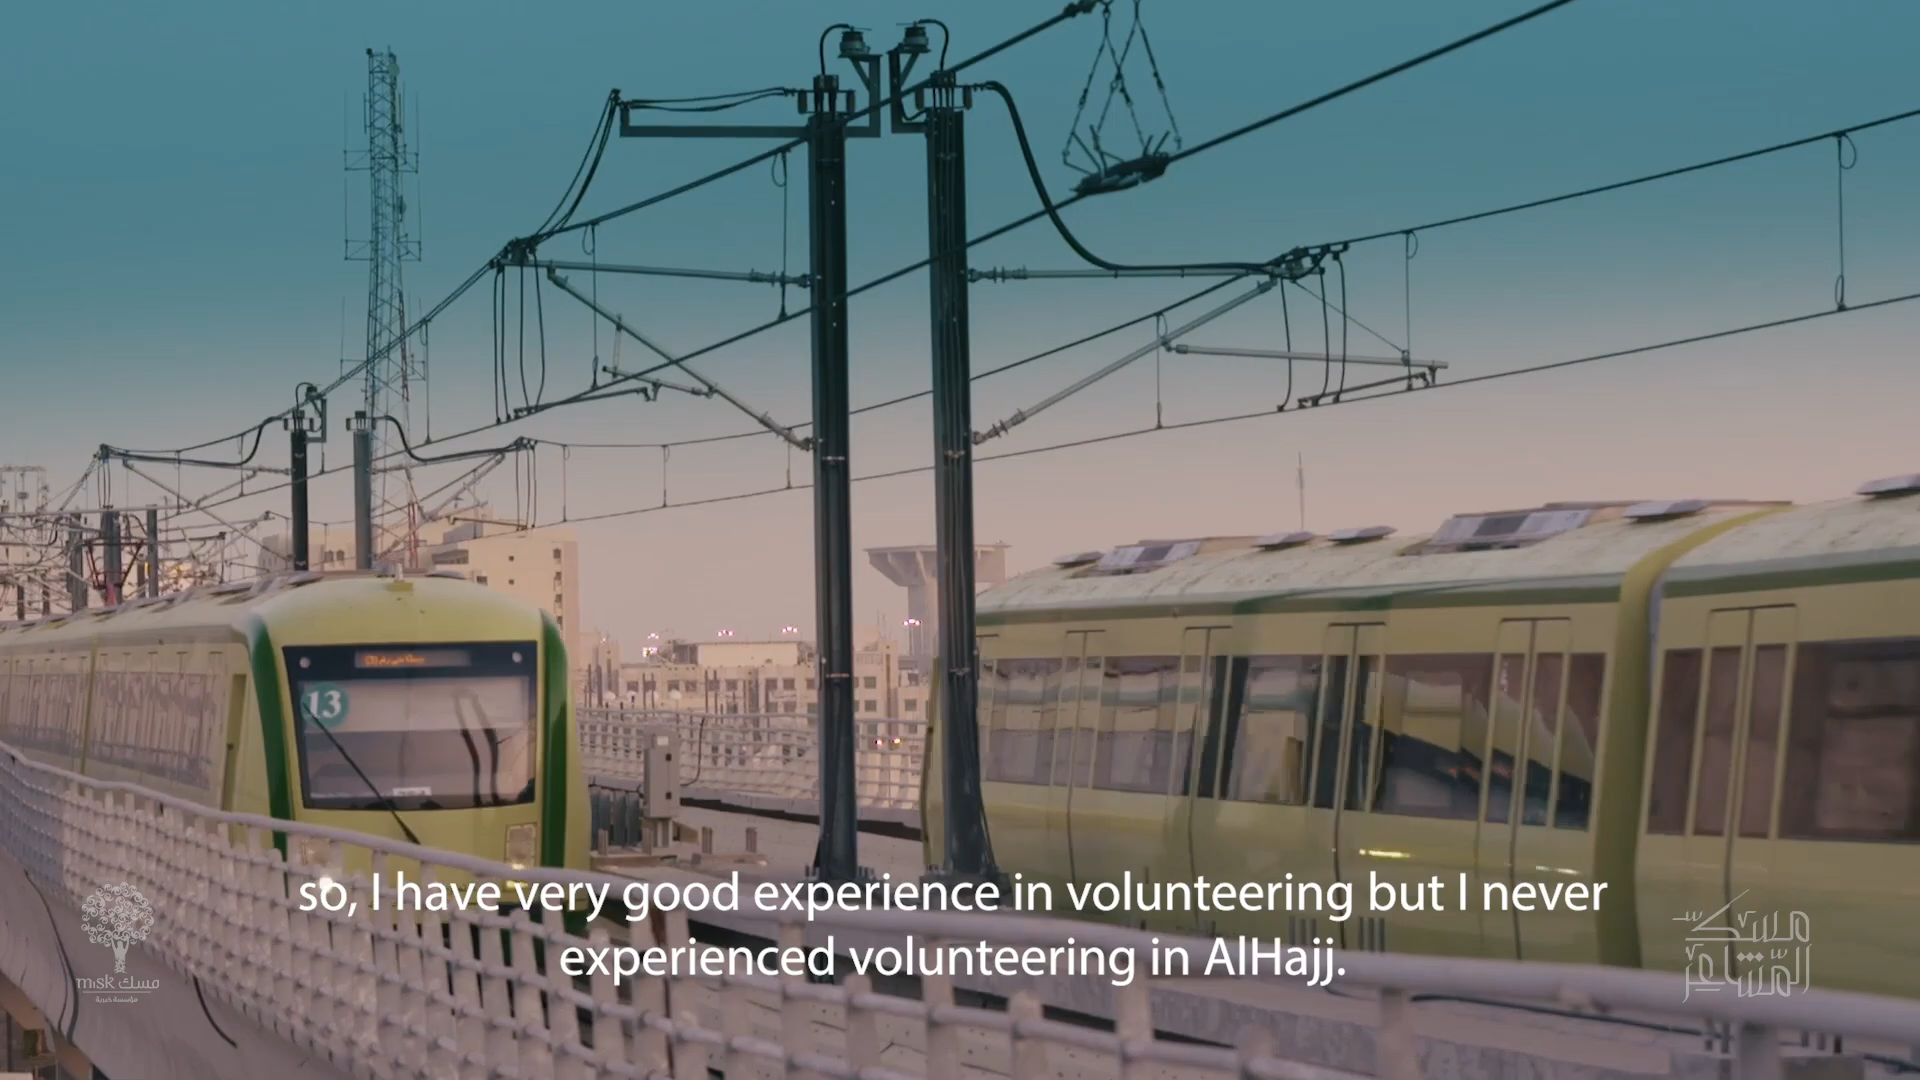 13
so, I have very good experience in volunteering but I never
experienced volunteering in AlHajj.
misk مسك
مؤسسة خيرية
مسك
المشاعر